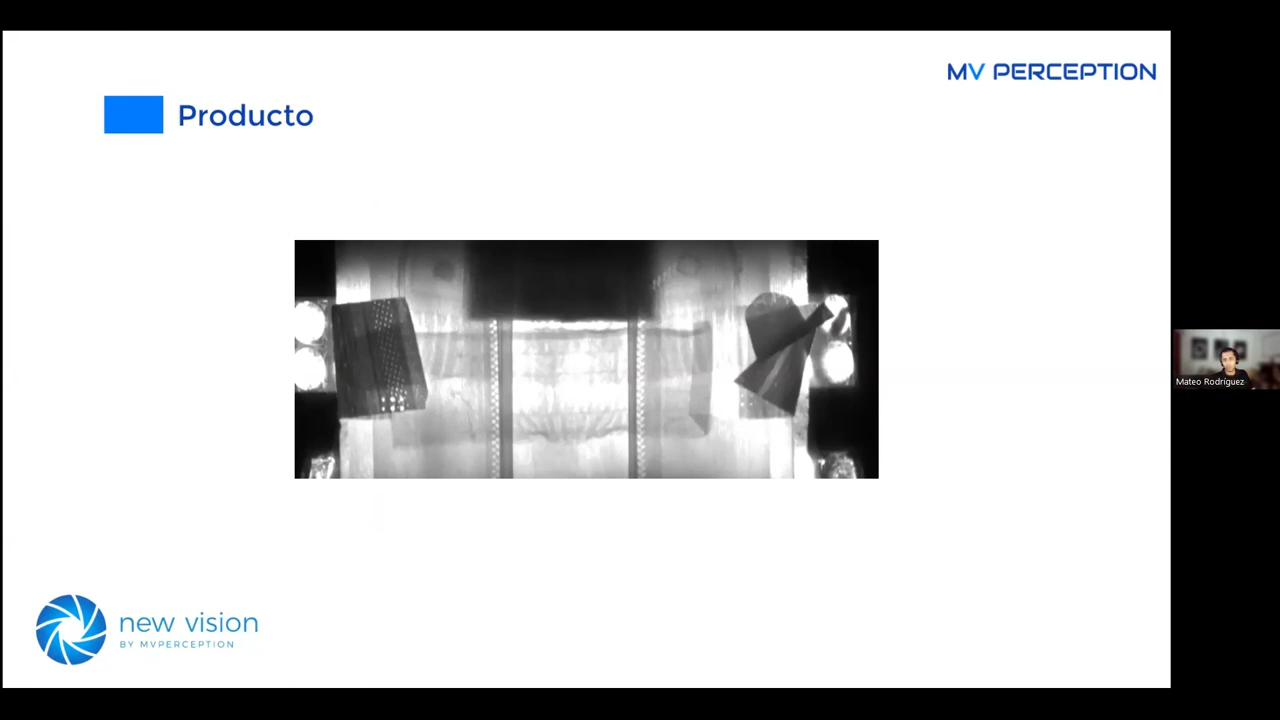 MV PERCEPTION
Producto
Mateo Rodríguez
new vision
BY MVPERCEPTION